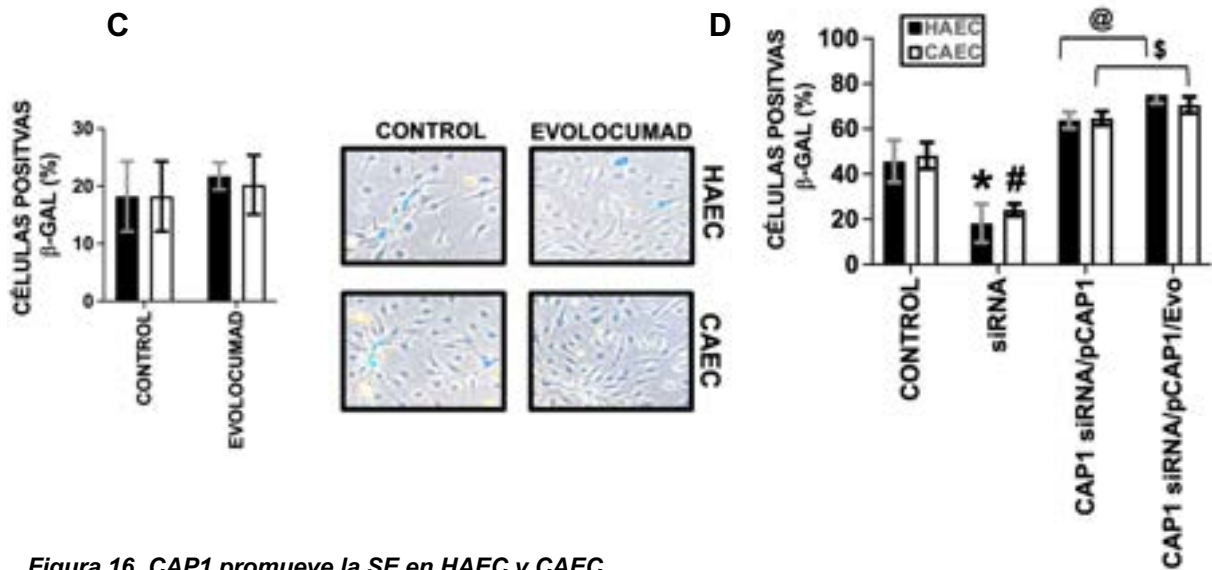 C
CÉLULAS POSITVAS
β-GAL (%)
30
20
10
0
CONTROL
EVOLOCUMAD
CONTROL EVOLOCUMAD
HAEC
CAEC
D
CÉLULAS POSITVAS
β-GAL (%)
100
80
60
40
20
0
HAEC
CAEC
@
$
* #
CONTROL
siRNA
CAP1 siRNA/pCAP1
CAP1 siRNA/pCAP1/Evo
Figura 16. CAP1 promueve la SE en HAEC y CAEC.